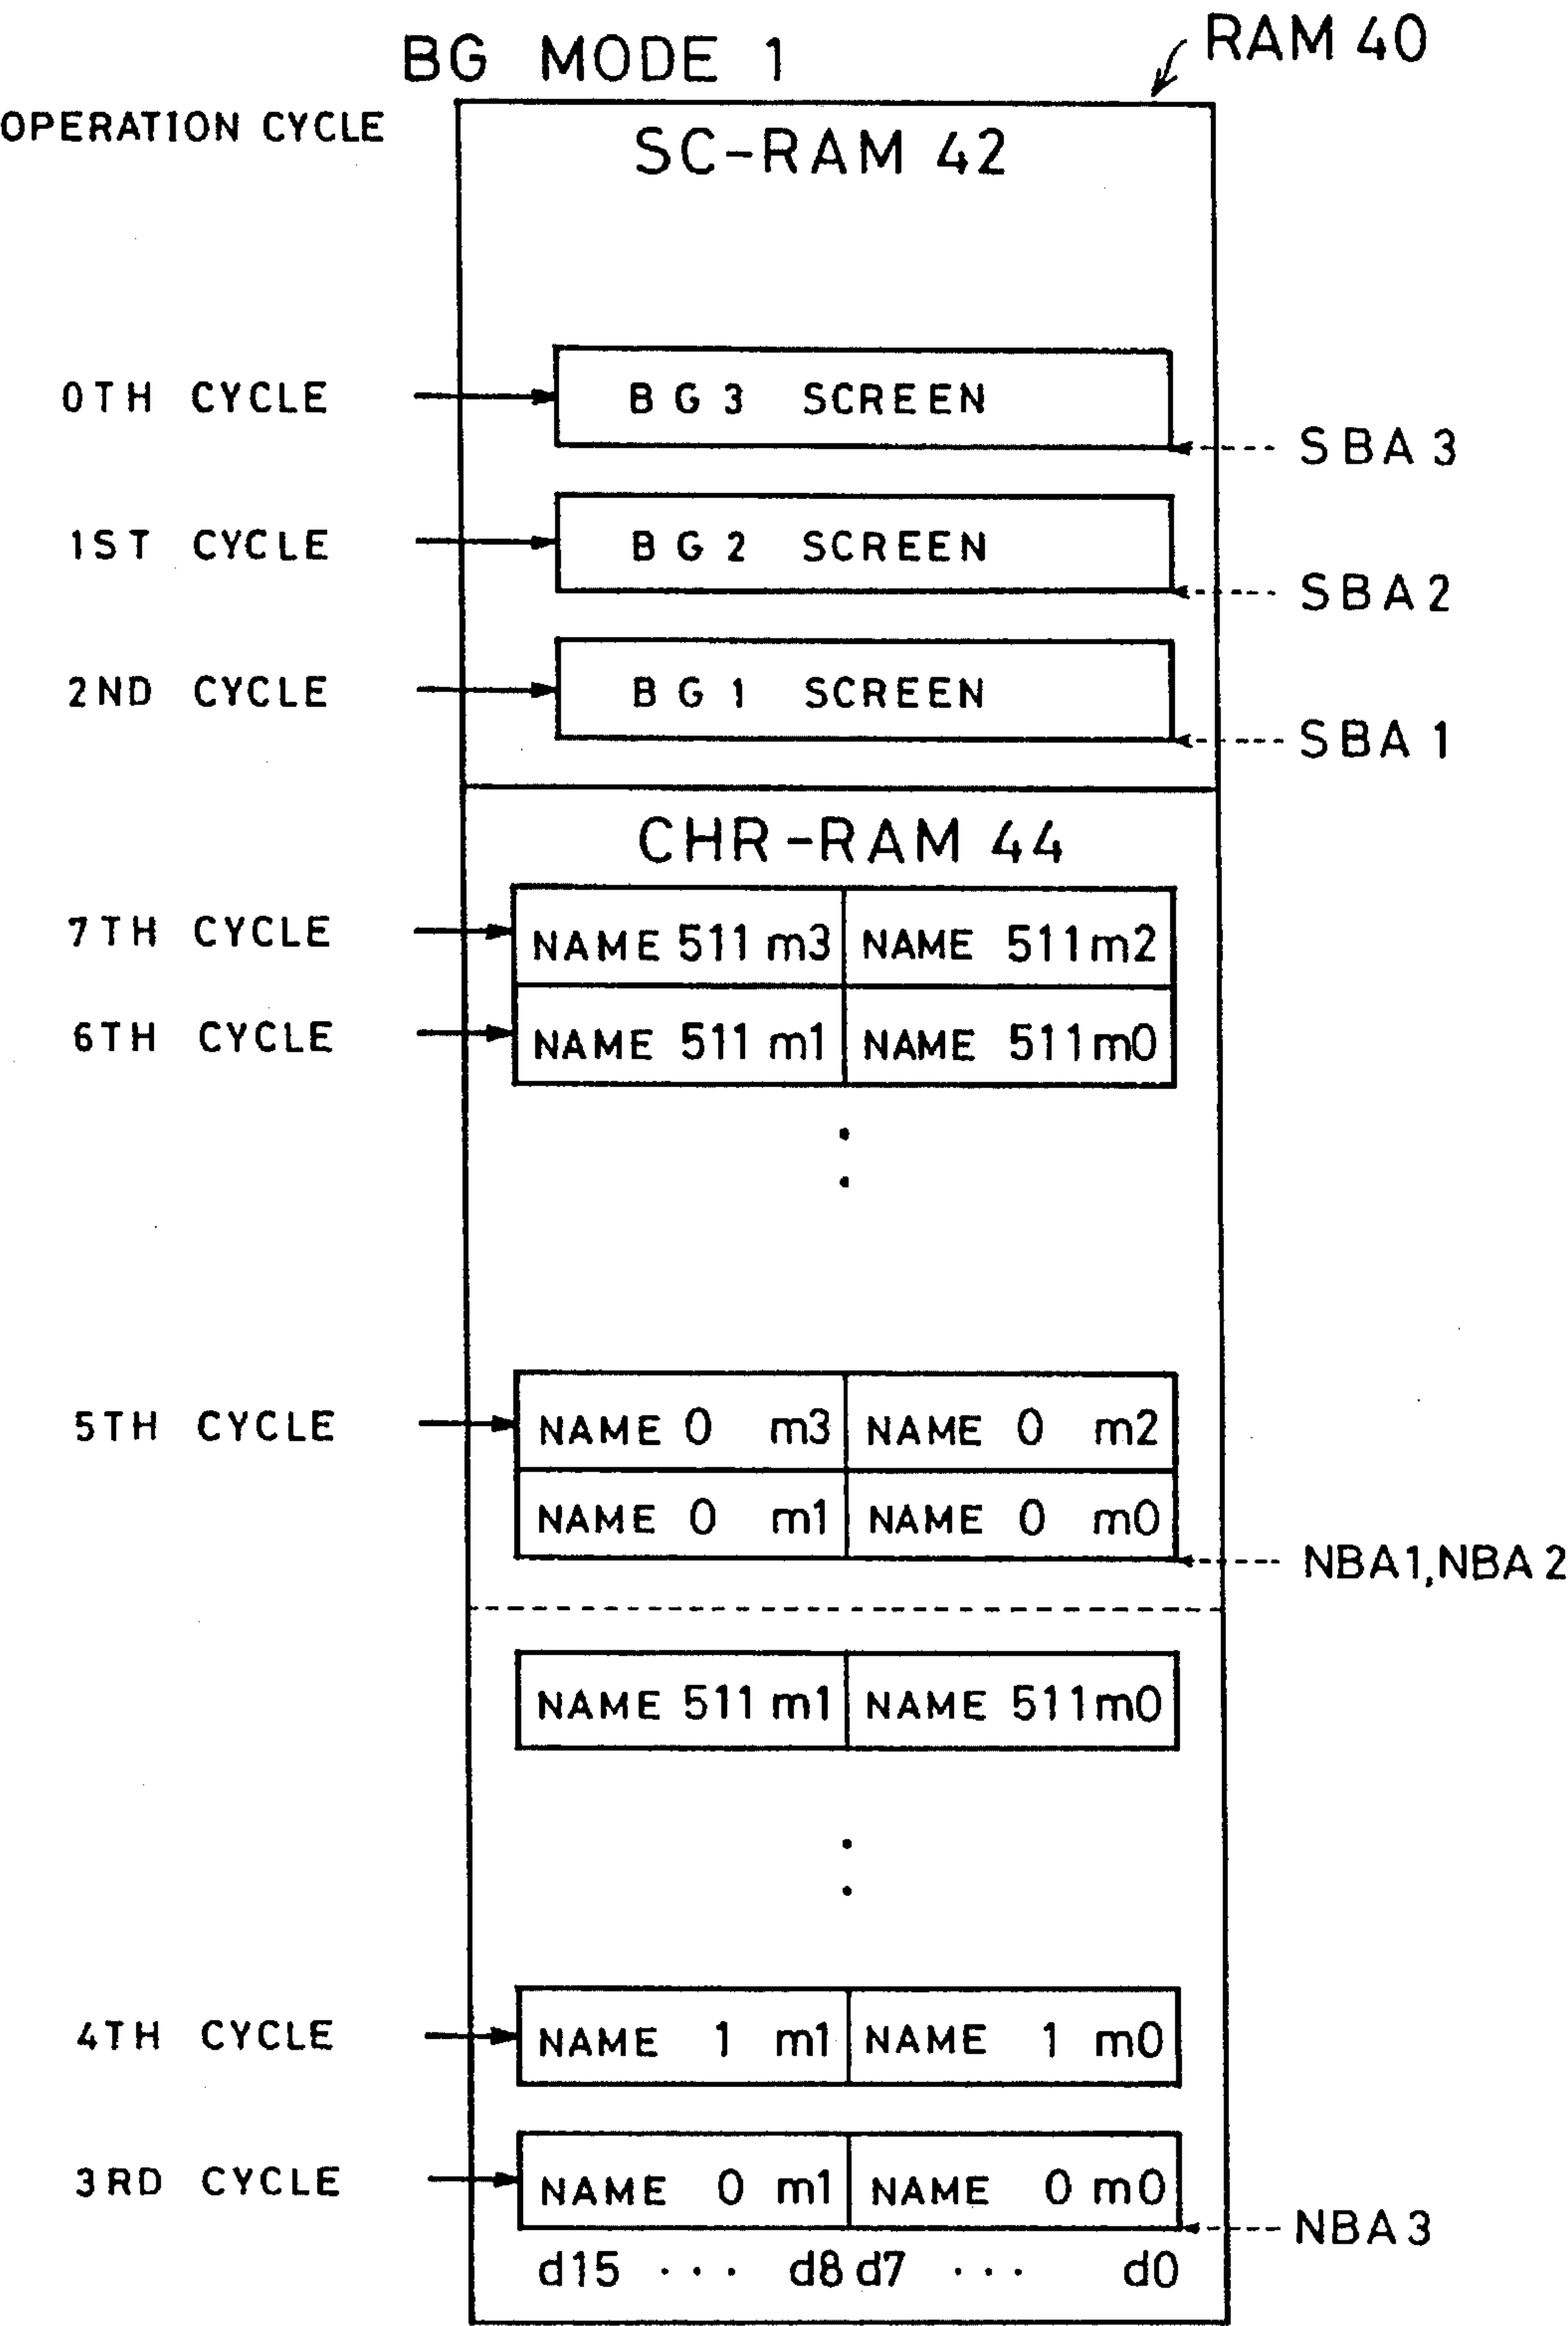 BG MODE 1
RAM 40
OPERATION CYCLE
SC-RAM 42
0TH CYCLE
BG3 SCREEN
SBA3
1ST CYCLE
BG2 SCREEN
SBA2
2ND CYCLE
BG1 SCREEN
SBA1
CHR-RAM 44
7TH CYCLE
NAME 511 m3 NAME 511 m2
6TH CYCLE
NAME 511 m1 NAME 511 m0
5TH CYCLE
NAME 0 m3 NAME 0 m2
NAME 0 m1 NAME 0 m0
NBA1,NBA2
NAME 511 m1 NAME 511 m0
4TH CYCLE
NAME 1 m1 NAME 1 m0
3RD CYCLE
NAME 0 m1 NAME 0 m0
NBA3
d15 ... d8 d7 ... d0